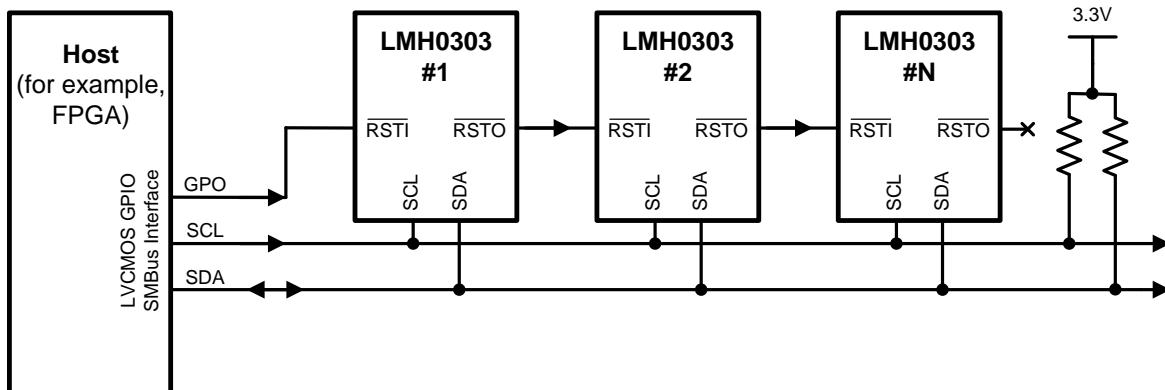 Host
(for example,
FPGA)
LVCMOS GPIO
SMBus Interface
GPO
SCL
SDA
LMH0303
#1
RSTI
RSTO
SCL
SDA
LMH0303
#2
RSTI
RSTO
SCL
SDA
LMH0303
#N
RSTI
RSTO
SCL
SDA
3.3V